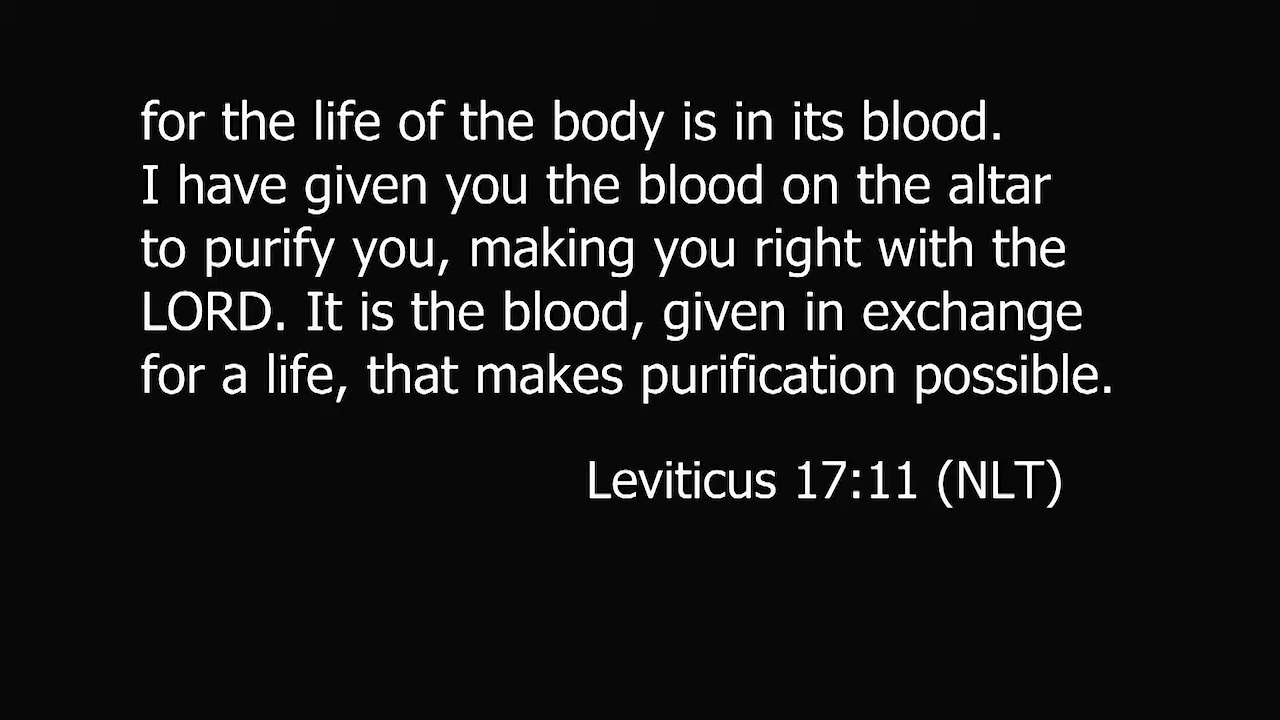 for the life of the body is in its blood.
I have given you the blood on the altar
to purify you, making you right with the
LORD. It is the blood, given in exchange
for a life, that makes purification possible.
Leviticus 17:11 (NLT)